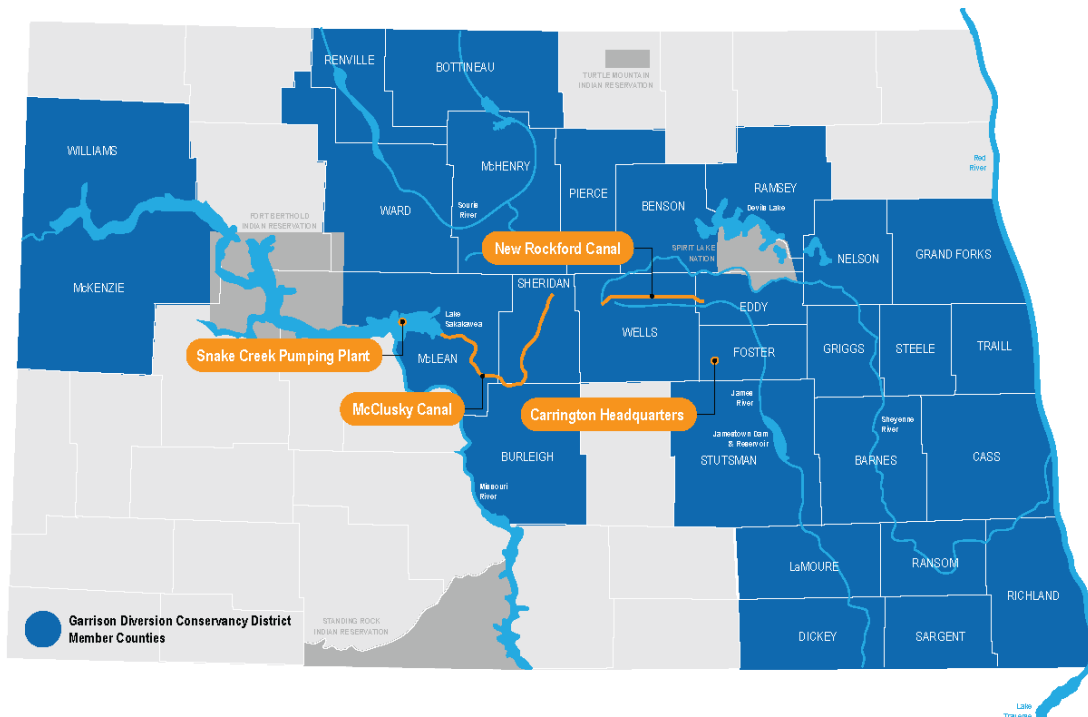 RENVILLE
BOTTINEAU
TURTLE MOUNTAIN
INDIAN RESERVATION
WILLIAMS
McHENRY
Red
River
PIERCE
RAMSEY
BENSON
Devils Lake
WARD
Souris
River
FORT BERTHOLD
INDIAN RESERVATION
New Rockford Canal
SPIRIT LAKE
NATION
NELSON
GRAND FORKS
McKENZIE
SHERIDAN
EDDY
Lake
Sakakawea
WELLS
Snake Creek Pumping Plant
McLEAN
FOSTER
GRIGGS
STEELE
TRAILL
McClusky Canal
Carrington Headquarters
James
River
Sheyenne
River
Jamestown Dam
& Reservoir
BURLEIGH
STUTSMAN
BARNES
CASS
Missouri
River
LaMOURE
RANSOM
RICHLAND
Garrison Diversion Conservancy District
Member Counties
STANDING ROCK
INDIAN RESERVATION
DICKEY
SARGENT
Lake
Traverse